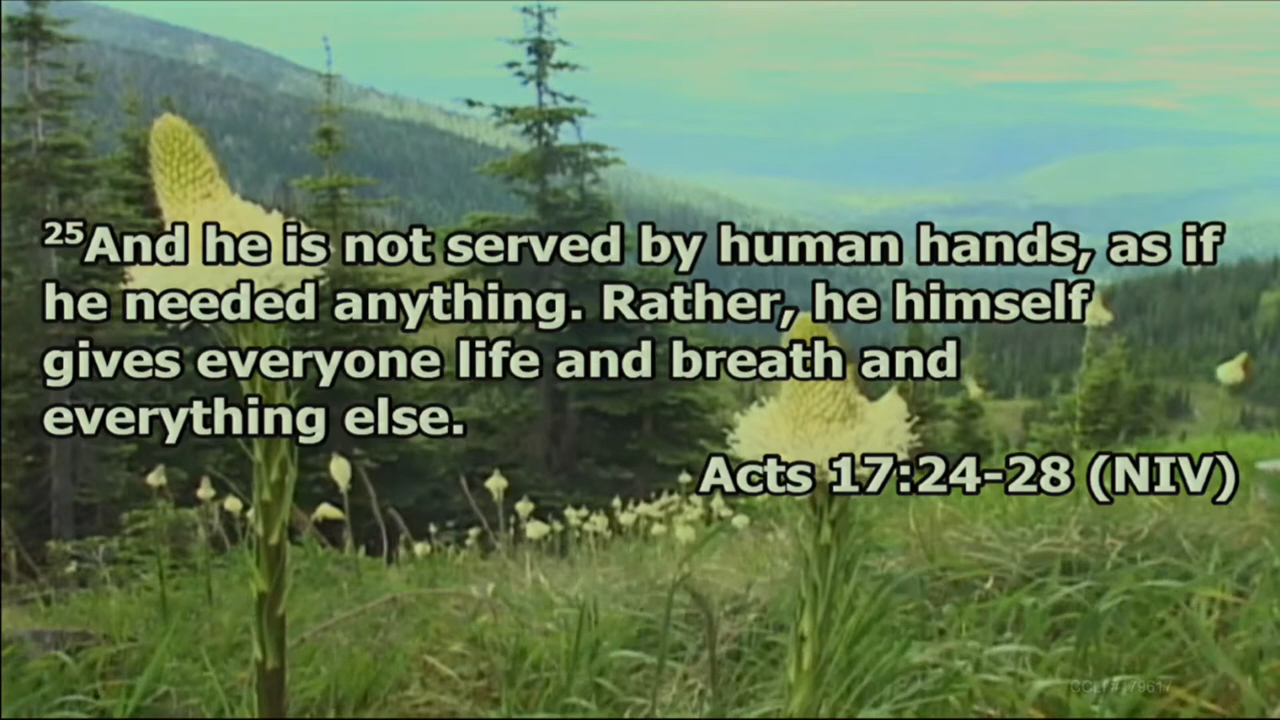 ²⁵And he is not served by human hands, as if
he needed anything. Rather, he himself
gives everyone life and breath and
everything else.
Acts 17:24-28 (NIV)